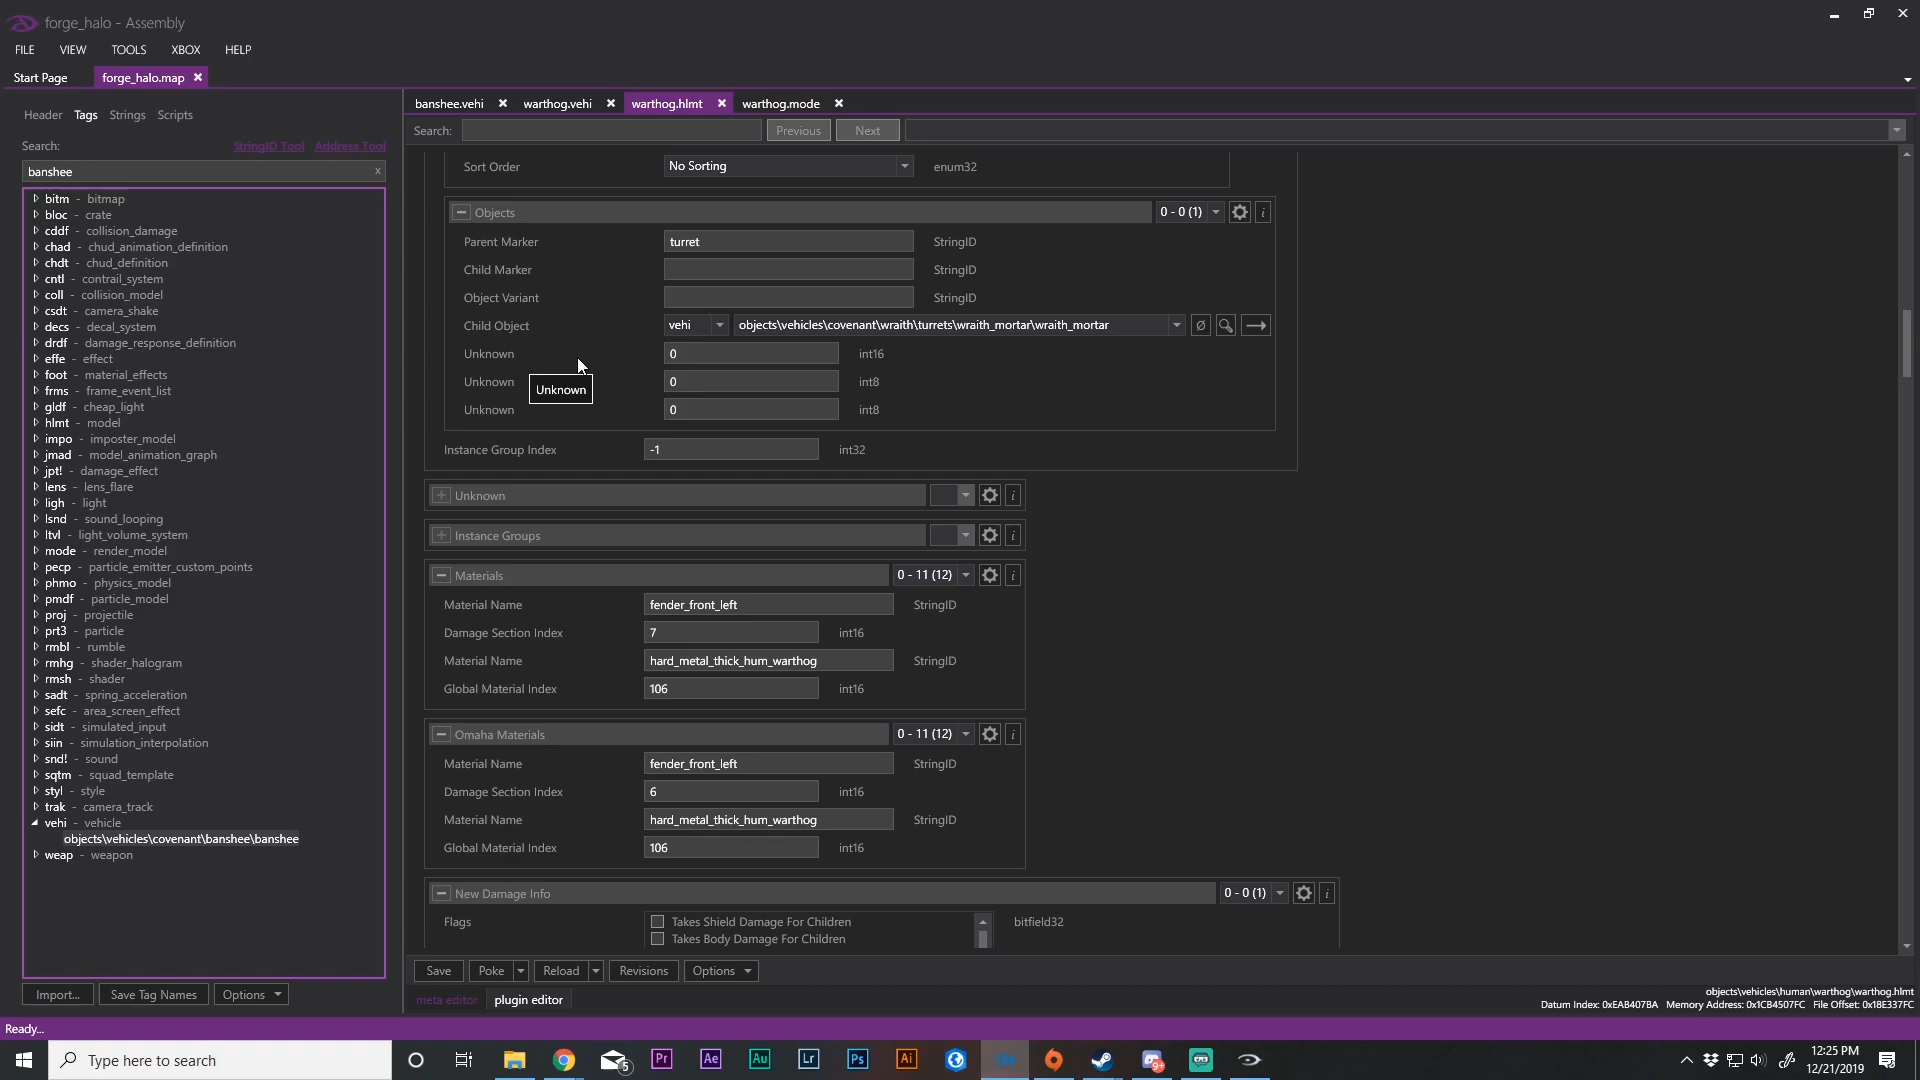 forge_halo - Assembly
FILE VIEW TOOLS XBOX HELP
Start Page forge_halo.map
Header Tags Strings Scripts
Search: StringID Tool Address Tool
banshee x
bitm - bitmap
bloc - crate
cddf - collision_damage
chad - chud_animation_definition
chdt - chud_definition
cntl - contrail_system
coll - collision_model
csdt - camera_shake
decs - decal_system
drdf - damage_response_definition
effe - effect
foot - material_effects
frms - frame_event_list
gldf - cheap_light
hlmt - model
impo - imposter_model
jmad - model_animation_graph
jpt! - damage_effect
lens - lens_flare
ligh - light
lsnd - sound_looping
ltvl - light_volume_system
mode - render_model
pecp - particle_emitter_custom_points
phmo - physics_model
pmdf - particle_model
proj - projectile
prt3 - particle
rmbl - rumble
rmhg - shader_halogram
rmsh - shader
sadt - spring_acceleration
sefc - area_screen_effect
sidt - simulated_input
siin - simulation_interpolation
snd! - sound
sqtm - squad_template
styl - style
trak - camera_track
vehi - vehicle
objects\vehicles\covenant\banshee\banshee
weap - weapon
Import... Save Tag Names Options
banshee.vehi warthog.vehi warthog.hlmt warthog.mode
Search: Previous Next
Sort Order No Sorting enum32
Objects 0 - 0 (1) i
Parent Marker turret StringID
Child Marker StringID
Object Variant StringID
Child Object vehi objects\vehicles\covenant\wraith\turrets\wraith_mortar\wraith_mortar
Unknown 0 int16
Unknown 0 int8
Unknown
Unknown 0 int8
Instance Group Index -1 int32
Unknown i
Instance Groups i
Materials 0 - 11 (12) i
Material Name fender_front_left StringID
Damage Section Index 7 int16
Material Name hard_metal_thick_hum_warthog StringID
Global Material Index 106 int16
Omaha Materials 0 - 11 (12) i
Material Name fender_front_left StringID
Damage Section Index 6 int16
Material Name hard_metal_thick_hum_warthog StringID
Global Material Index 106 int16
New Damage Info 0 - 0 (1) i
Flags Takes Shield Damage For Children bitfield32
Takes Body Damage For Children
Save Poke Reload Revisions Options
meta editor plugin editor
objects\vehicles\human\warthog\warthog.hlmt
Datum Index: 0xEAB407BA Memory Address: 0x1CB4507FC File Offset: 0x18E337FC
Ready...
Type here to search
5 Pr Ae Au Lr Ps Ai 9+
12:25 PM
12/21/2019